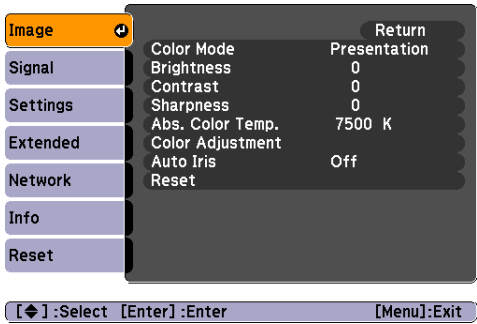 Image
Signal
Settings
Extended
Network
Info
Reset
Return
Color Mode Presentation
Brightness 0
Contrast 0
Sharpness 0
Abs. Color Temp. 7500 K
Color Adjustment
Auto Iris Off
Reset
[◆] :Select [Enter] :Enter [Menu]:Exit